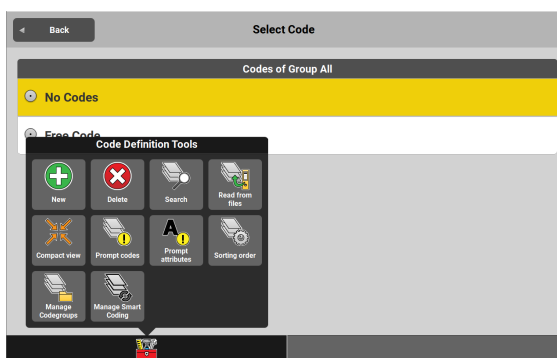 Back
Select Code
Codes of Group All
No Codes
Free Code
Code Definition Tools
New
Delete
Search
Read from
files
Compact view
Prompt codes
Prompt
attributes
Sorting order
Manage
Codegroups
Manage Smart
Coding